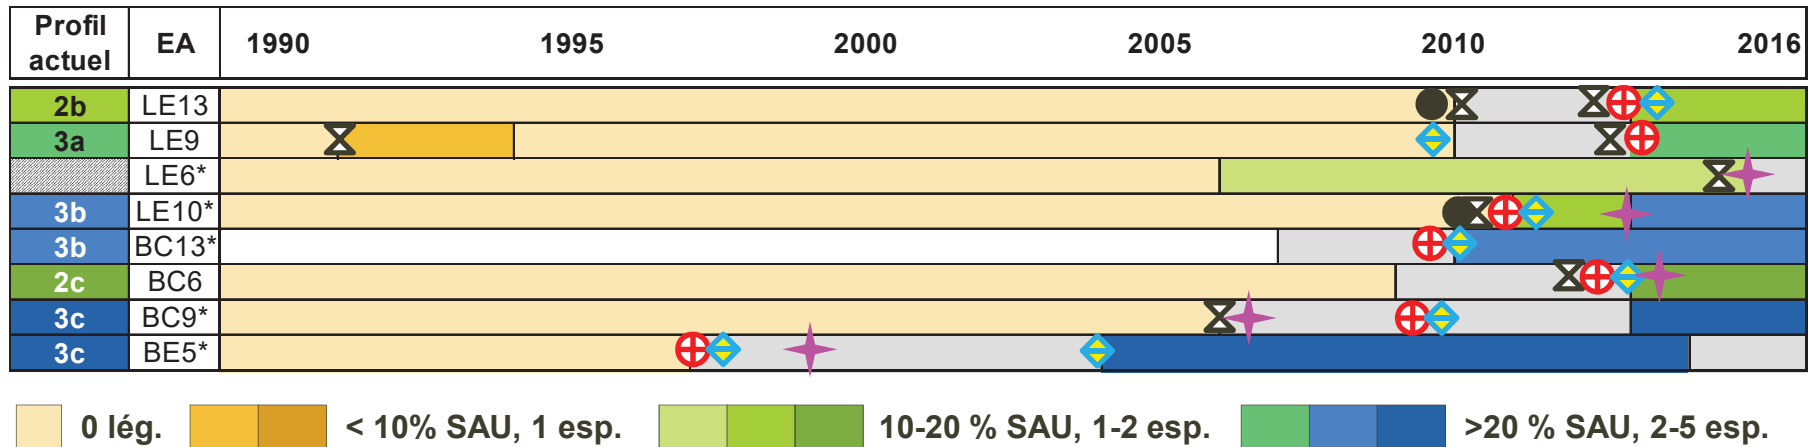 Profil actuel EA 1990 1995 2000 2005 2010 2016
2b LE13
3a LE9
LE6*
3b LE10*
3b BC13*
2c BC6
3c BC9*
3c BE5*
0 lég. < 10% SAU, 1 esp. 10-20 % SAU, 1-2 esp. >20 % SAU, 2-5 esp.